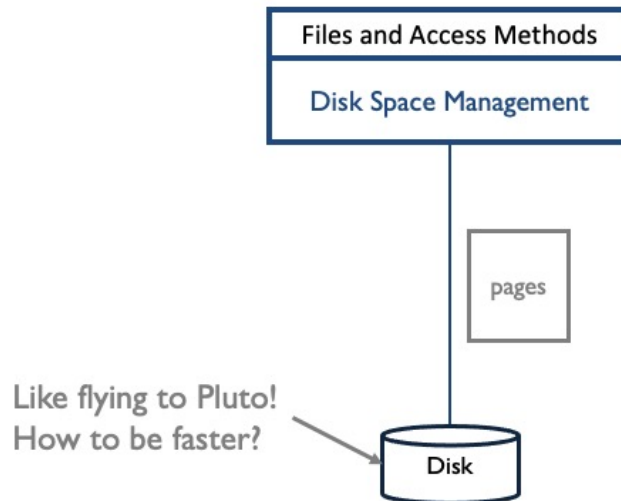 Files and Access Methods
Disk Space Management
pages
Like flying to Pluto!
How to be faster?
Disk